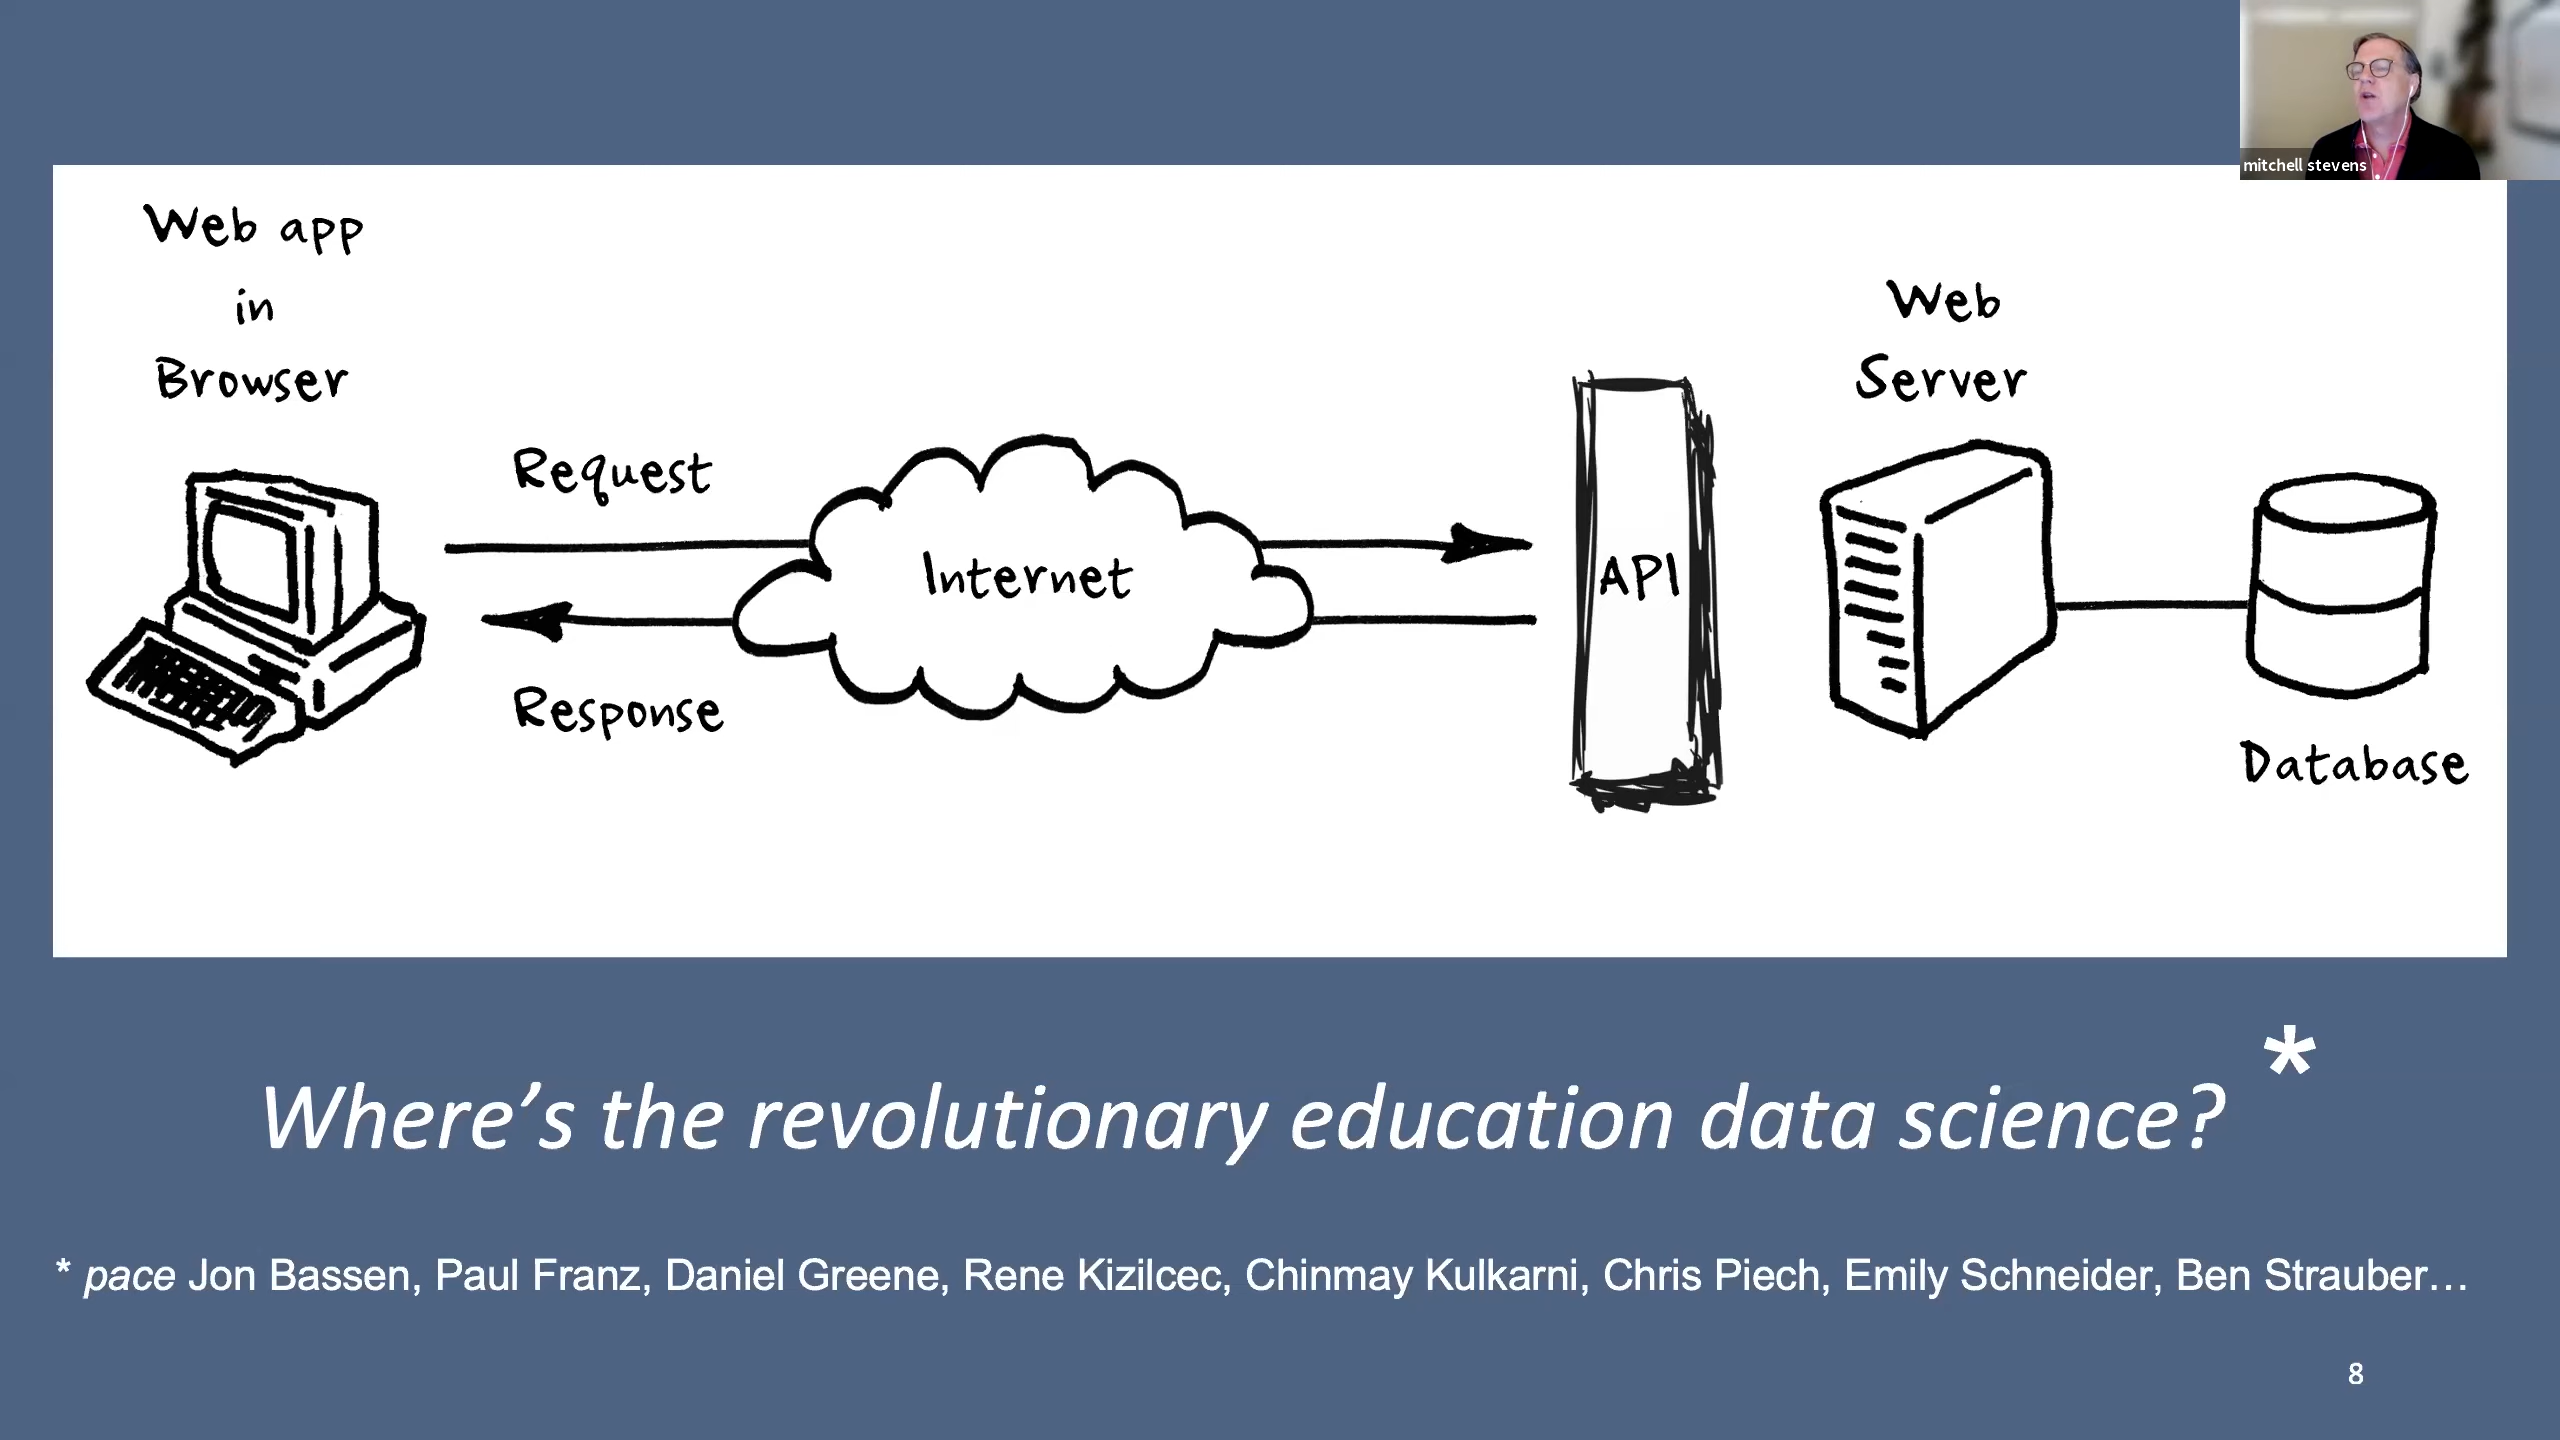 mitchell stevens
Web app
in
Browser
Web
Server
Request
Internet
API
Response
Database
Where’s the revolutionary education data science? *
* pace Jon Bassen, Paul Franz, Daniel Greene, Rene Kizilcec, Chinmay Kulkarni, Chris Piech, Emily Schneider, Ben Strauber…
8